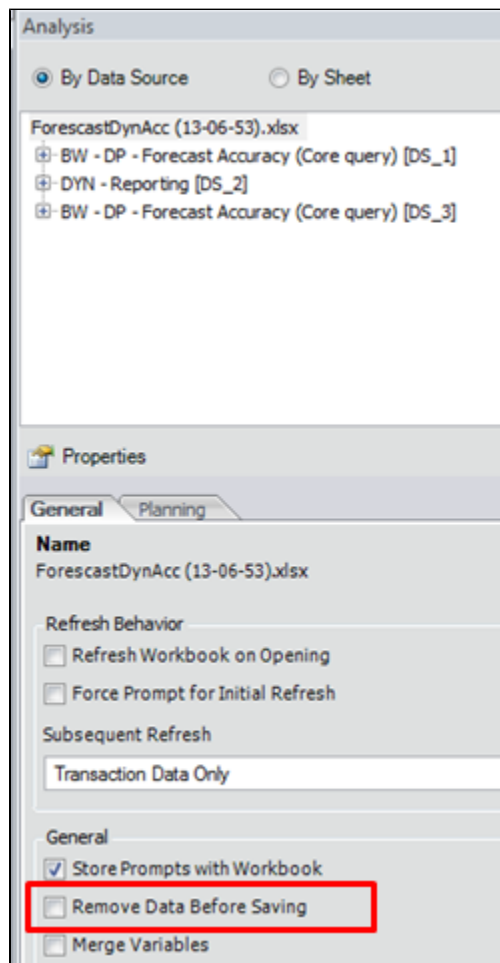 Analysis
By Data Source By Sheet
ForescastDynAcc (13-06-53).xlsx
BW - DP - Forecast Accuracy (Core query) [DS_1]
DYN - Reporting [DS_2]
BW - DP - Forecast Accuracy (Core query) [DS_3]
Properties
General Planning
Name
ForescastDynAcc (13-06-53).xlsx
Refresh Behavior
Refresh Workbook on Opening
Force Prompt for Initial Refresh
Subsequent Refresh
Transaction Data Only
General
Store Prompts with Workbook
Remove Data Before Saving
Merge Variables